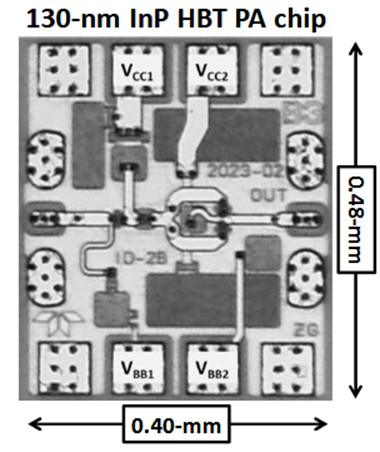 130-nm InP HBT PA chip
VCC1 VCC2
B3
2023-02
OUT
0.48-mm
ID-2B
ZG
VBB1 VBB2
0.40-mm